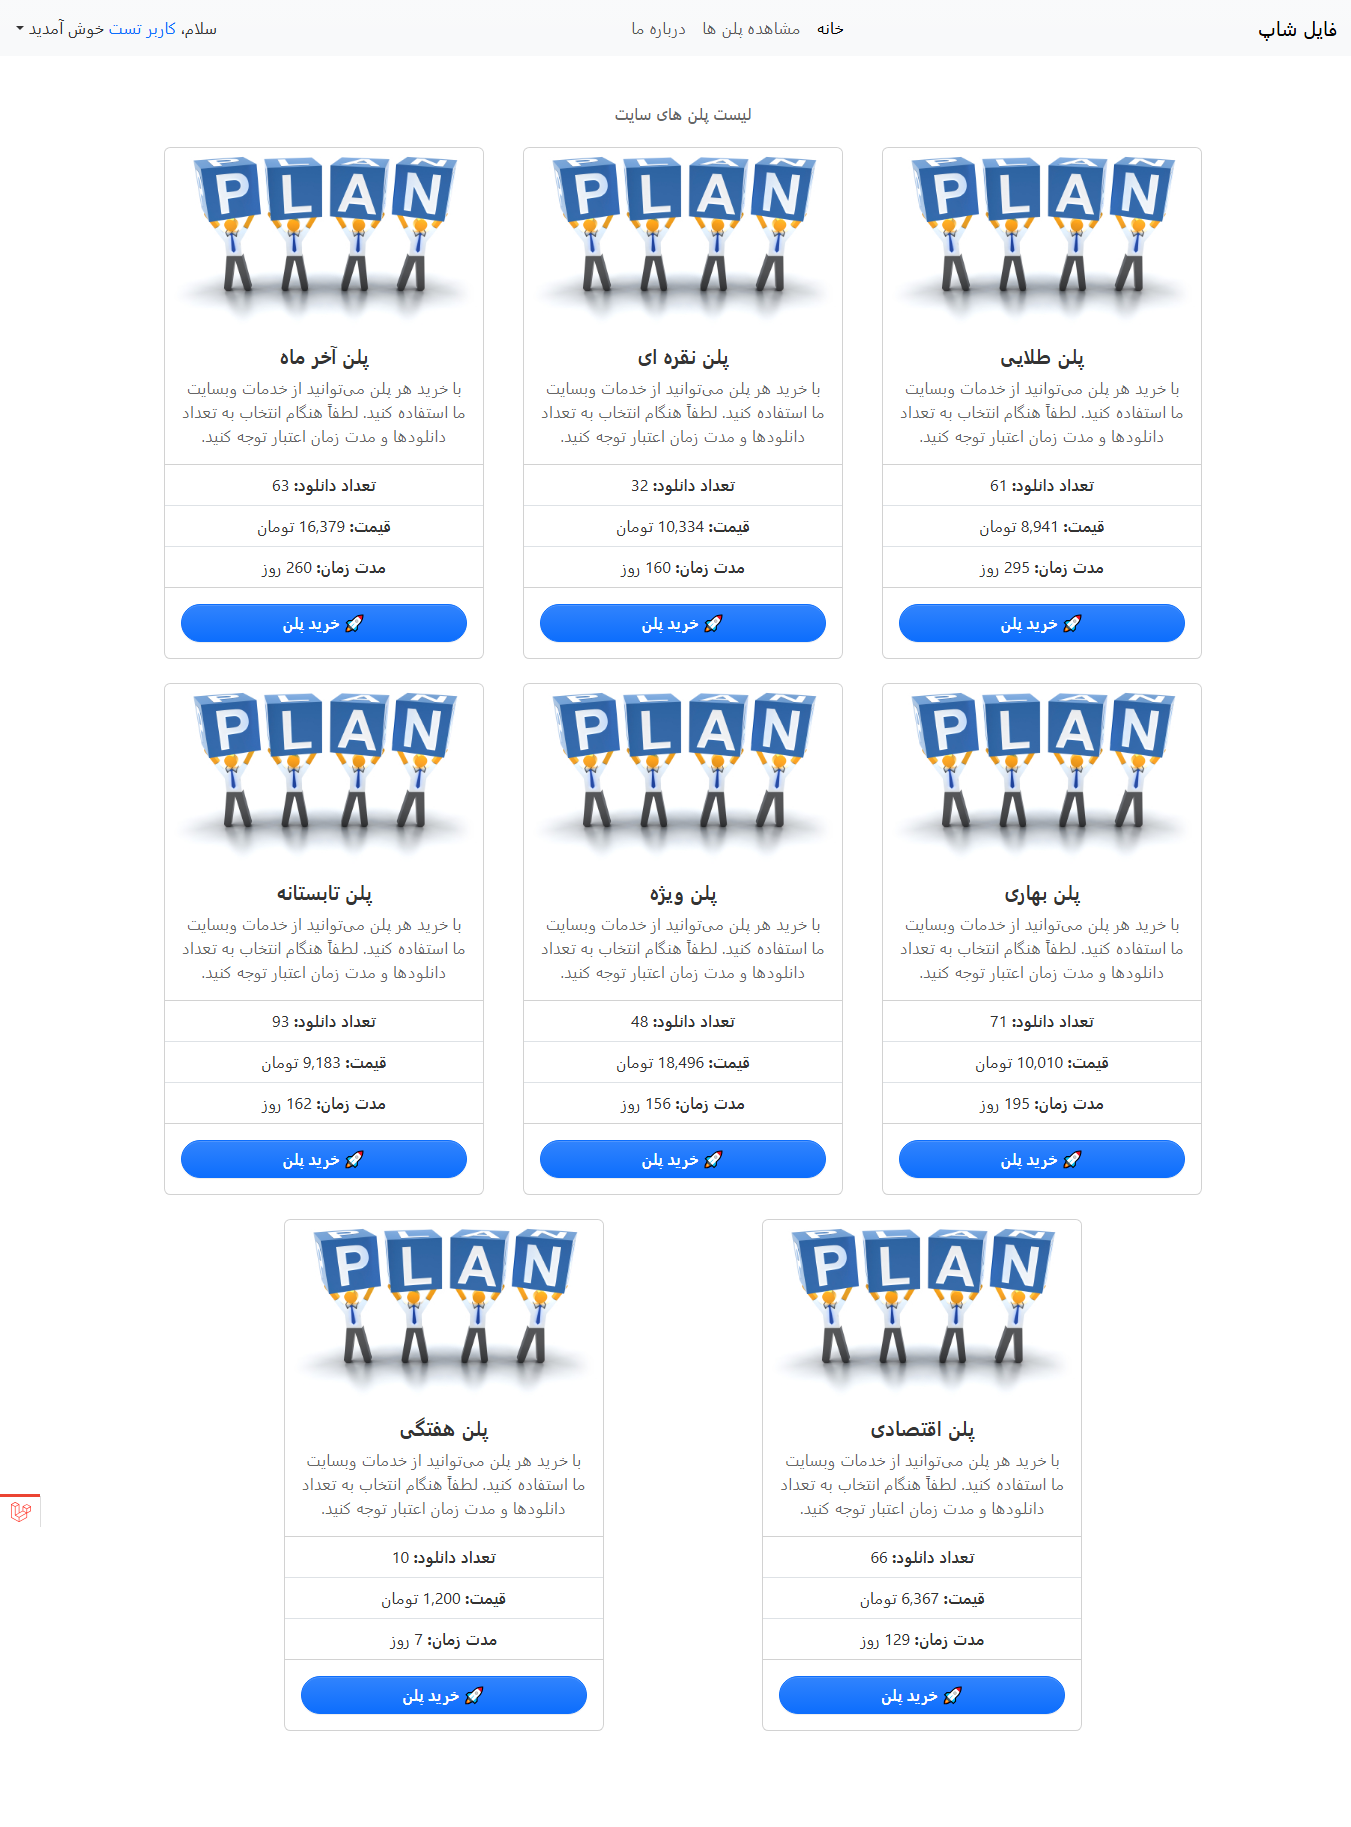 فایل شاپ
خانه
مشاهده پلن ها
درباره ما
سلام، کاربر تست خوش آمدید
لیست پلن های سایت
PLAN
پلن طلایی
با خرید هر پلن می‌توانید از خدمات وبسایت
ما استفاده کنید. لطفاً هنگام انتخاب به تعداد
دانلودها و مدت زمان اعتبار توجه کنید.
تعداد دانلود: 61
قیمت: 8,941 تومان
مدت زمان: 295 روز
🚀 خرید پلن
PLAN
پلن نقره ای
با خرید هر پلن می‌توانید از خدمات وبسایت
ما استفاده کنید. لطفاً هنگام انتخاب به تعداد
دانلودها و مدت زمان اعتبار توجه کنید.
تعداد دانلود: 32
قیمت: 10,334 تومان
مدت زمان: 160 روز
🚀 خرید پلن
PLAN
پلن آخر ماه
با خرید هر پلن می‌توانید از خدمات وبسایت
ما استفاده کنید. لطفاً هنگام انتخاب به تعداد
دانلودها و مدت زمان اعتبار توجه کنید.
تعداد دانلود: 63
قیمت: 16,379 تومان
مدت زمان: 260 روز
🚀 خرید پلن
PLAN
پلن بهاری
با خرید هر پلن می‌توانید از خدمات وبسایت
ما استفاده کنید. لطفاً هنگام انتخاب به تعداد
دانلودها و مدت زمان اعتبار توجه کنید.
تعداد دانلود: 71
قیمت: 10,010 تومان
مدت زمان: 195 روز
🚀 خرید پلن
PLAN
پلن ویژه
با خرید هر پلن می‌توانید از خدمات وبسایت
ما استفاده کنید. لطفاً هنگام انتخاب به تعداد
دانلودها و مدت زمان اعتبار توجه کنید.
تعداد دانلود: 48
قیمت: 18,496 تومان
مدت زمان: 156 روز
🚀 خرید پلن
PLAN
پلن تابستانه
با خرید هر پلن می‌توانید از خدمات وبسایت
ما استفاده کنید. لطفاً هنگام انتخاب به تعداد
دانلودها و مدت زمان اعتبار توجه کنید.
تعداد دانلود: 93
قیمت: 9,183 تومان
مدت زمان: 162 روز
🚀 خرید پلن
PLAN
پلن اقتصادی
با خرید هر پلن می‌توانید از خدمات وبسایت
ما استفاده کنید. لطفاً هنگام انتخاب به تعداد
دانلودها و مدت زمان اعتبار توجه کنید.
تعداد دانلود: 66
قیمت: 6,367 تومان
مدت زمان: 129 روز
🚀 خرید پلن
PLAN
پلن هفتگی
با خرید هر پلن می‌توانید از خدمات وبسایت
ما استفاده کنید. لطفاً هنگام انتخاب به تعداد
دانلودها و مدت زمان اعتبار توجه کنید.
تعداد دانلود: 10
قیمت: 1,200 تومان
مدت زمان: 7 روز
🚀 خرید پلن